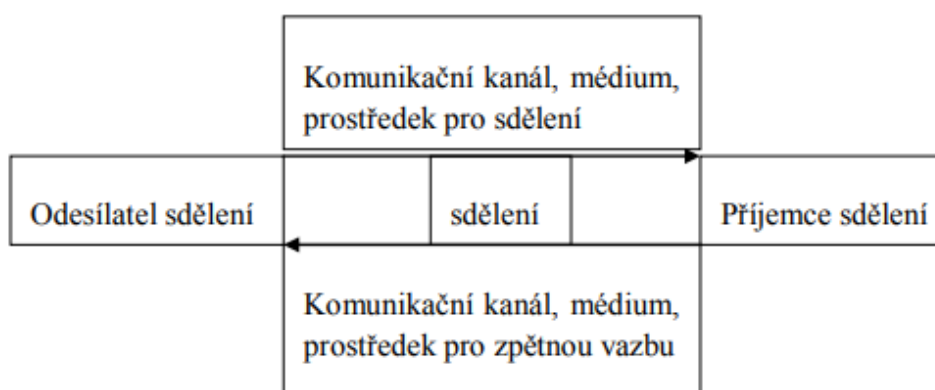 Komunikační kanál, médium,
prostředek pro sdělení
Odesílatel sdělení
sdělení
Příjemce sdělení
Komunikační kanál, médium,
prostředek pro zpětnou vazbu